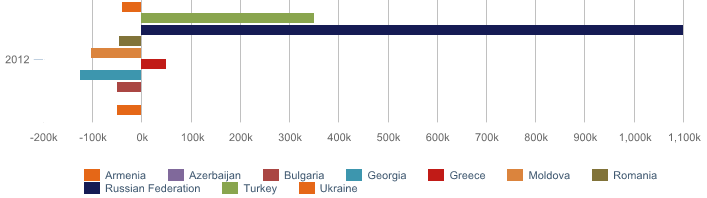 2012
-200k -100k 0k 100k 200k 300k 400k 500k 600k 700k 800k 900k 1,000k 1,100k
Armenia Azerbaijan Bulgaria Georgia Greece Moldova Romania
Russian Federation Turkey Ukraine